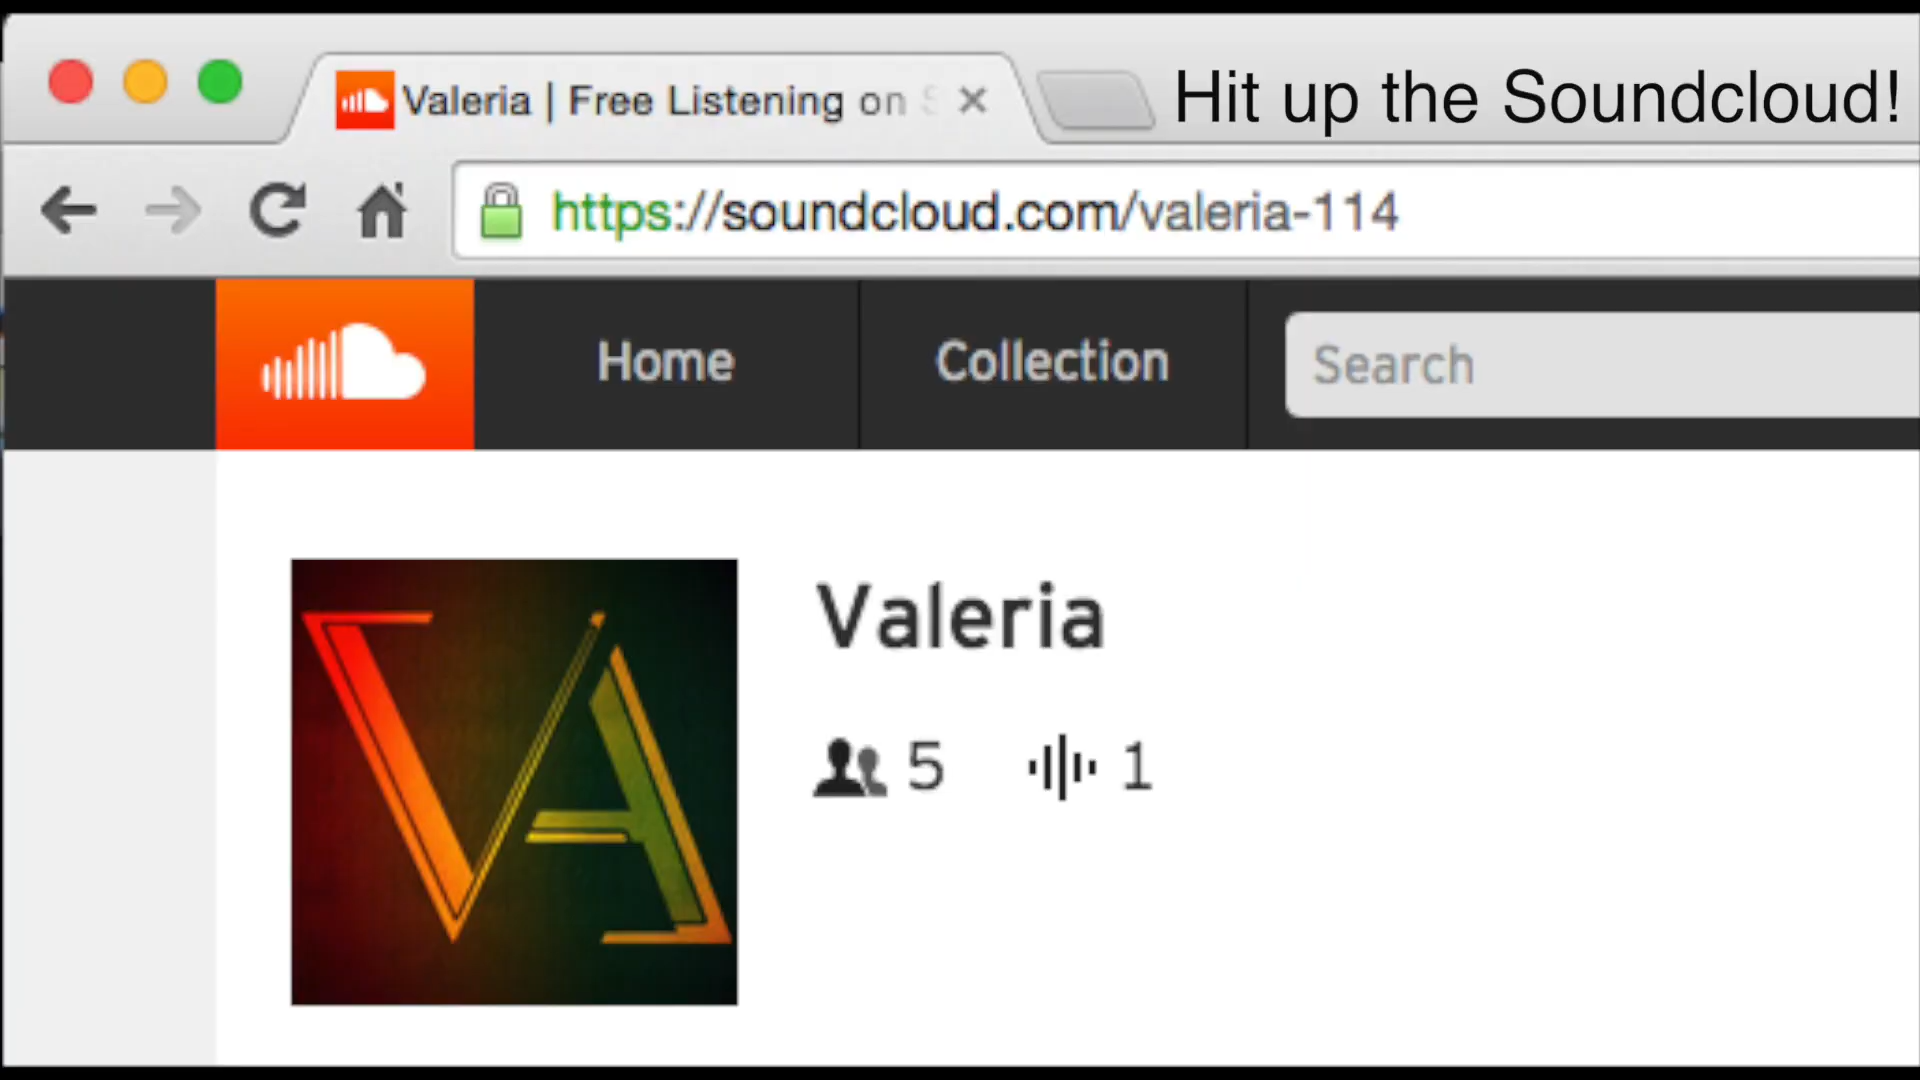 Valeria | Free Listening on S
Hit up the Soundcloud!
https://soundcloud.com/valeria-114
Home
Collection
Search
VA
Valeria
5
1